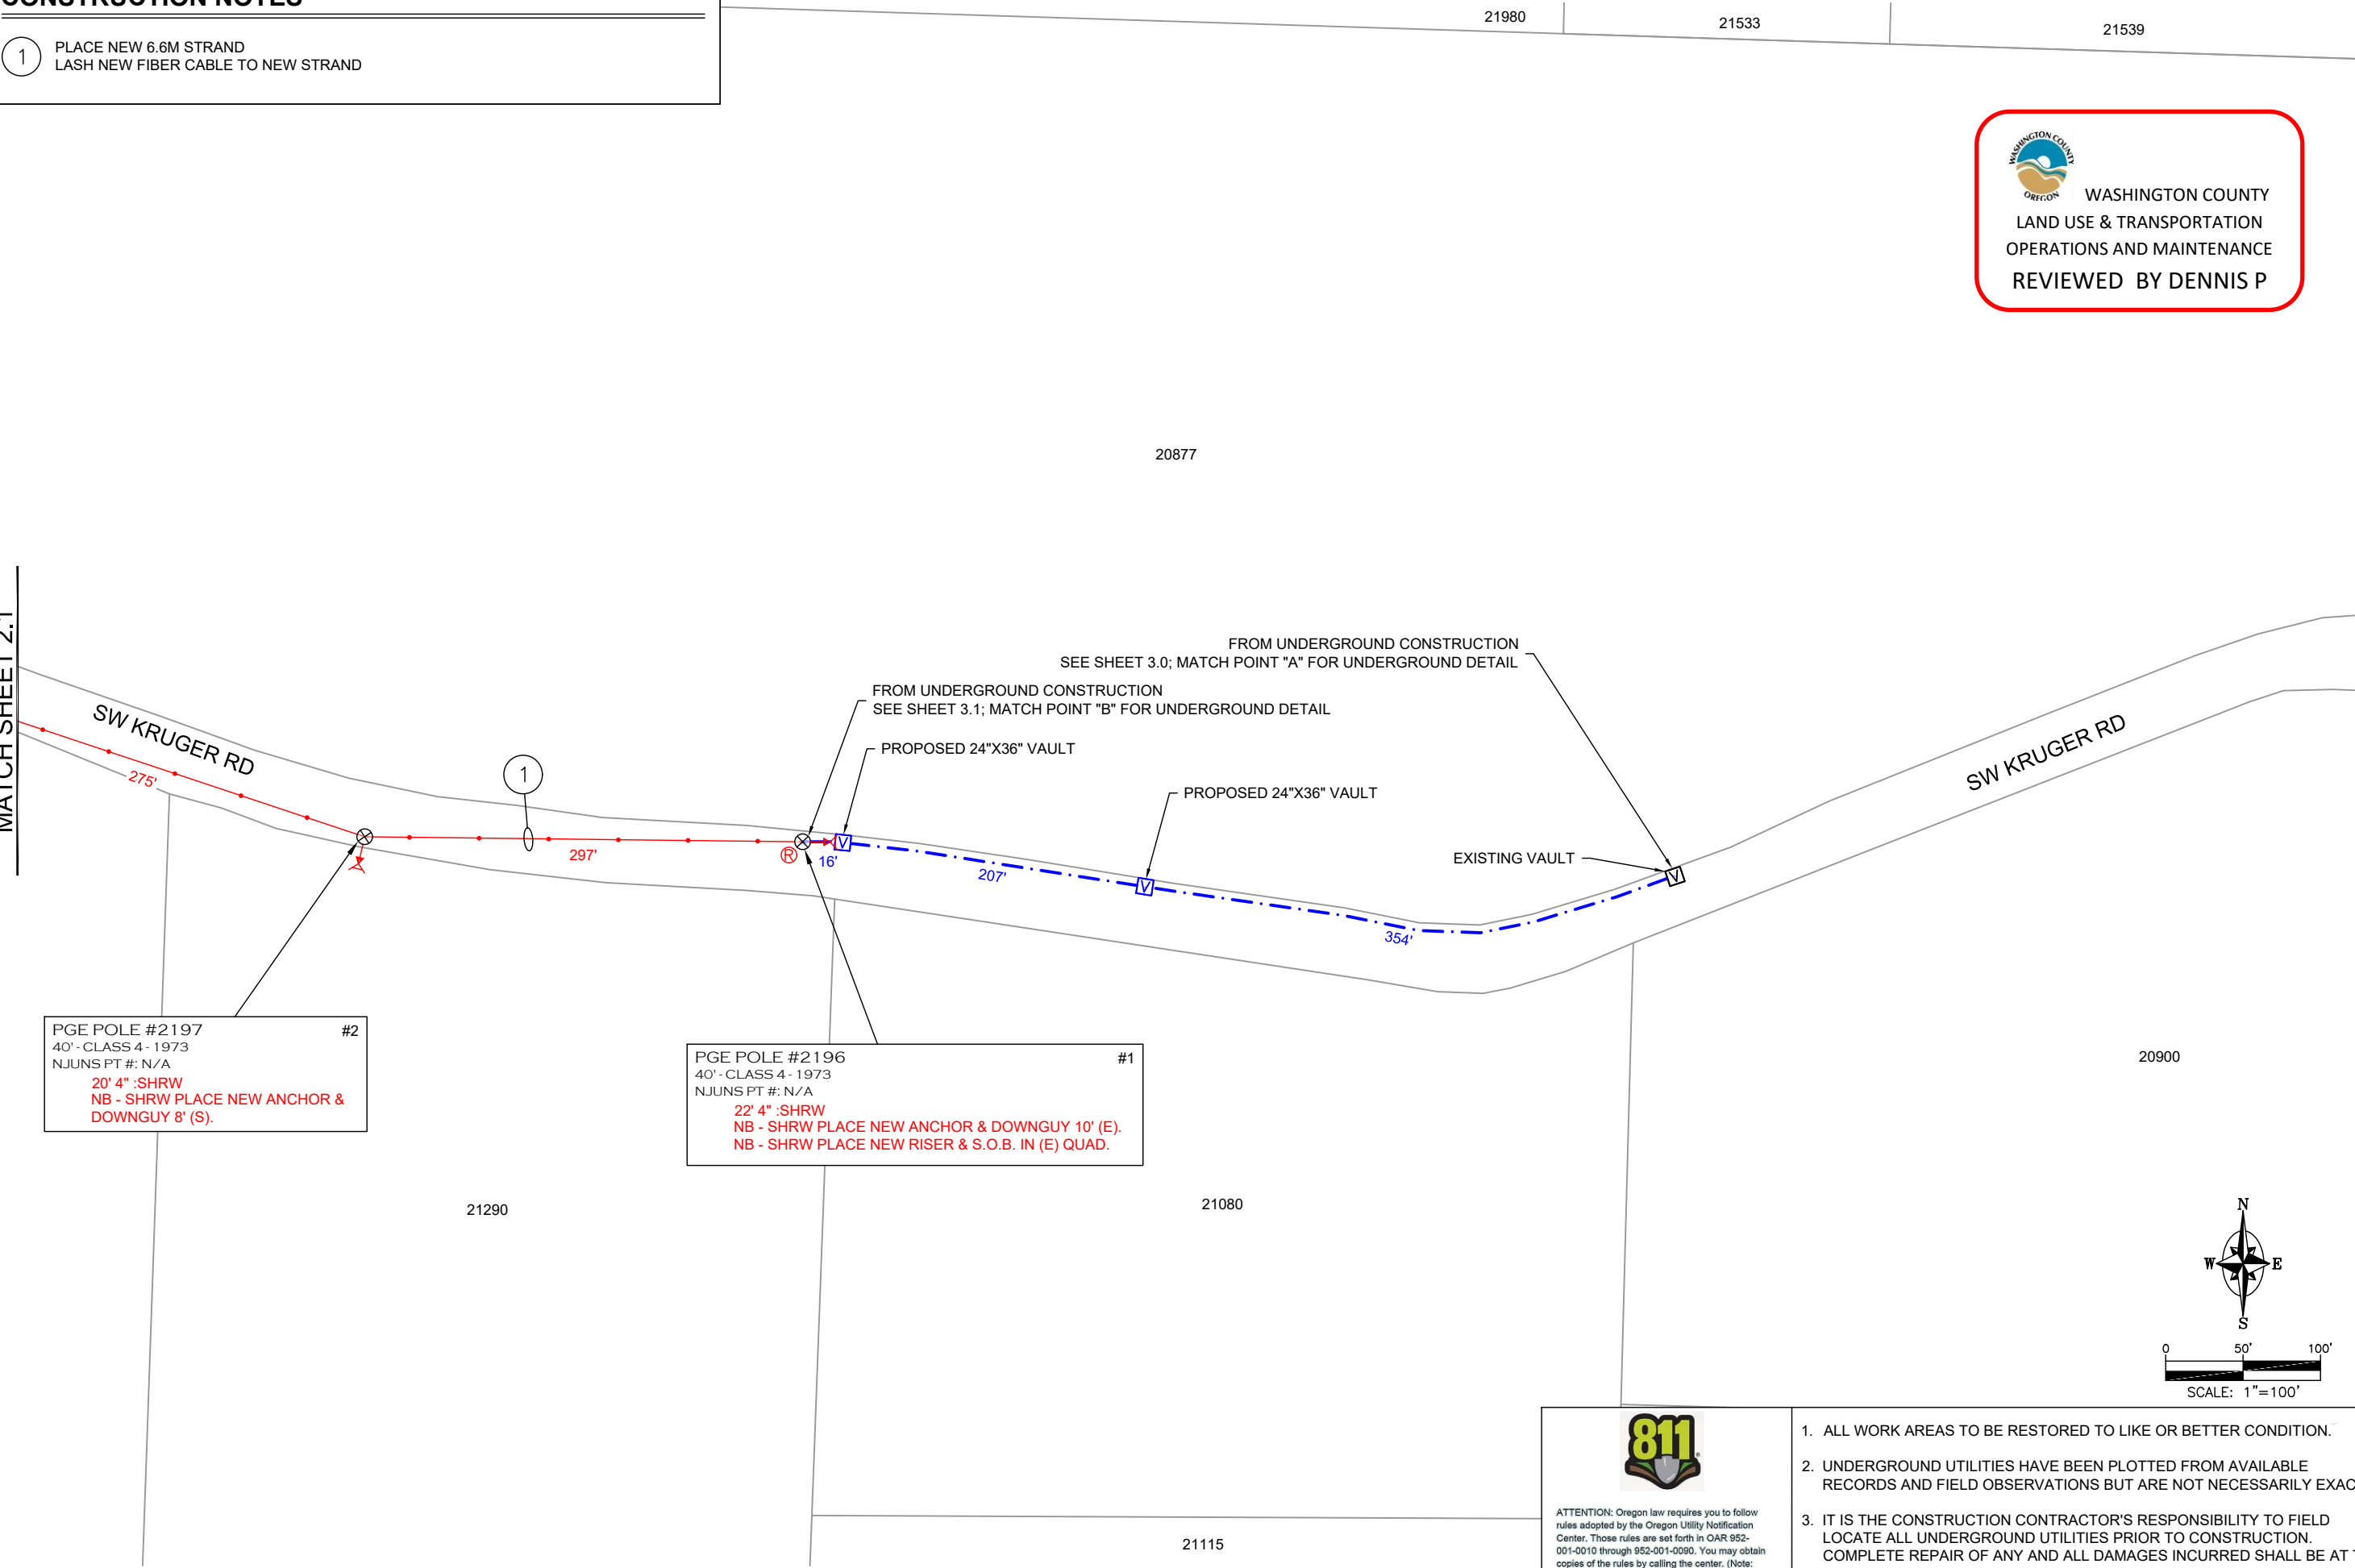 CONSTRUCTION NOTES
1
PLACE NEW 6.6M STRAND
LASH NEW FIBER CABLE TO NEW STRAND
21980
21533
21539
WASHINGTON COUNTY
OREGON
WASHINGTON COUNTY
LAND USE & TRANSPORTATION
OPERATIONS AND MAINTENANCE
REVIEWED BY DENNIS P
20877
MATCH SHEET 2.1
FROM UNDERGROUND CONSTRUCTION
SEE SHEET 3.0; MATCH POINT "A" FOR UNDERGROUND DETAIL
FROM UNDERGROUND CONSTRUCTION
SEE SHEET 3.1; MATCH POINT "B" FOR UNDERGROUND DETAIL
PROPOSED 24"X36" VAULT
PROPOSED 24"X36" VAULT
EXISTING VAULT
SW KRUGER RD
SW KRUGER RD
1
275'
297'
R
16'
V
207'
V
354'
V
PGE POLE #2197 #2
40' - CLASS 4 - 1973
NJUNS PT #: N/A
20' 4" :SHRW
NB - SHRW PLACE NEW ANCHOR &
DOWNGUY 8' (S).
PGE POLE #2196 #1
40' - CLASS 4 - 1973
NJUNS PT #: N/A
22' 4" :SHRW
NB - SHRW PLACE NEW ANCHOR & DOWNGUY 10' (E).
NB - SHRW PLACE NEW RISER & S.O.B. IN (E) QUAD.
20900
21290
21080
21115
N
W E
S
0 50' 100'
SCALE: 1"=100'
811
ATTENTION: Oregon law requires you to follow
rules adopted by the Oregon Utility Notification
Center. Those rules are set forth in OAR 952-
001-0010 through 952-001-0090. You may obtain
copies of the rules by calling the center. (Note:
1. ALL WORK AREAS TO BE RESTORED TO LIKE OR BETTER CONDITION.
2. UNDERGROUND UTILITIES HAVE BEEN PLOTTED FROM AVAILABLE
RECORDS AND FIELD OBSERVATIONS BUT ARE NOT NECESSARILY EXAC
3. IT IS THE CONSTRUCTION CONTRACTOR'S RESPONSIBILITY TO FIELD
LOCATE ALL UNDERGROUND UTILITIES PRIOR TO CONSTRUCTION.
COMPLETE REPAIR OF ANY AND ALL DAMAGES INCURRED SHALL BE AT